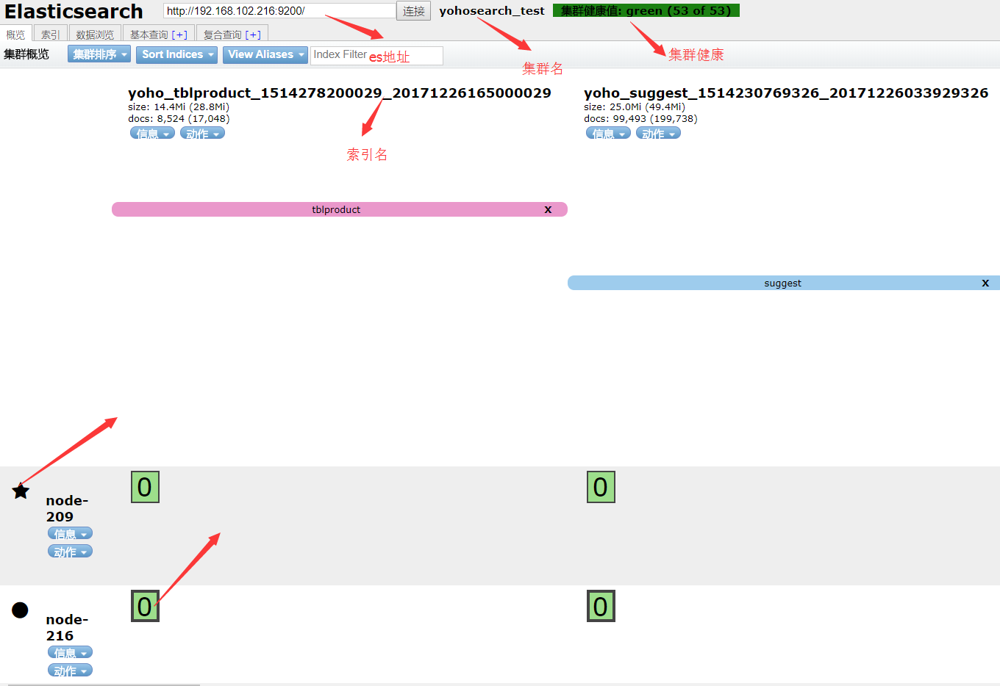 Elasticsearch
http://192.168.102.216:9200/
连接
yohosearch_test
集群健康值: green (53 of 53)
概览
索引
数据浏览
基本查询 [+]
复合查询 [+]
集群概览
集群排序
Sort Indices
View Aliases
Index Filter
es地址
集群名
集群健康
yoho_tblproduct_1514278200029_20171226165000029
size: 14.4Mi (28.8Mi)
docs: 8,524 (17,048)
信息
动作
索引名
yoho_suggest_1514230769326_20171226033929326
size: 25.0Mi (49.4Mi)
docs: 99,493 (199,738)
信息
动作
tblproduct
X
suggest
X
node-
209
信息
动作
0
0
node-
216
信息
动作
0
0